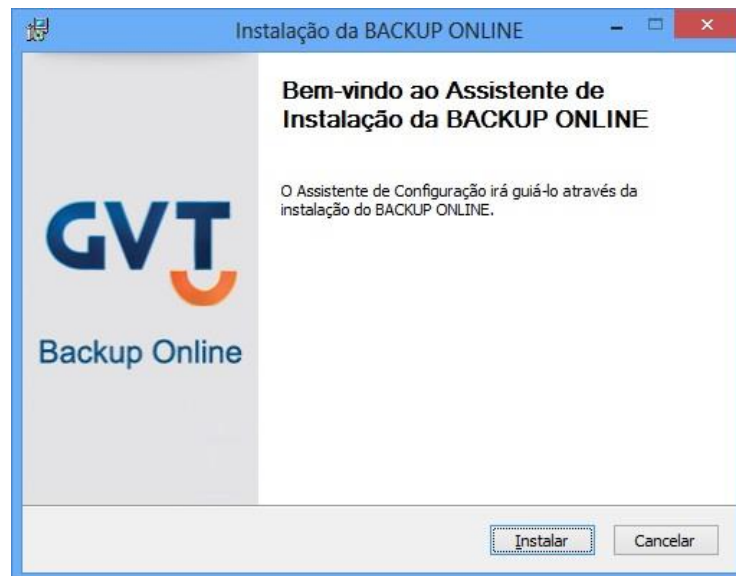 Instalação da BACKUP ONLINE
Bem-vindo ao Assistente de
Instalação da BACKUP ONLINE
O Assistente de Configuração irá guiá-lo através da
instalação do BACKUP ONLINE.
GVT
Backup Online
Instalar
Cancelar